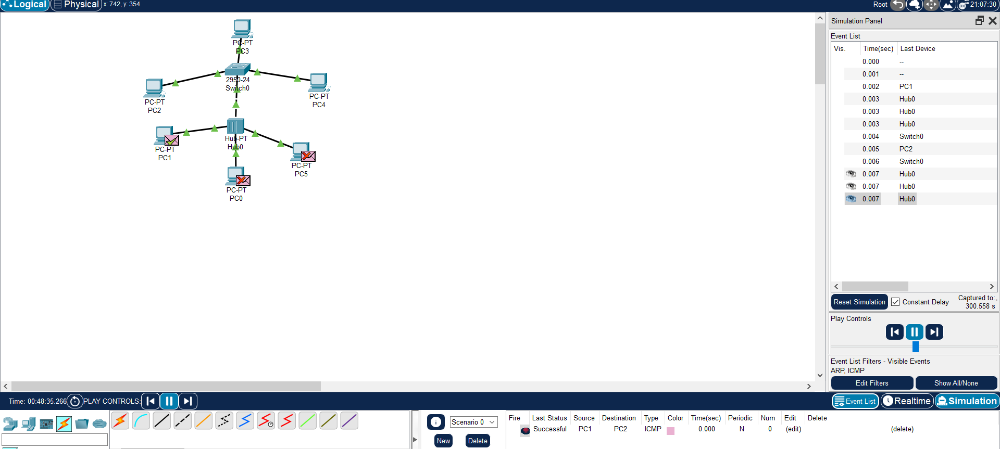 Logical Physical x: 742, y: 354 Root 21:07:30
PC-PT
PC3
2950-24
Switch0
PC-PT
PC2
PC-PT
PC4
PC-PT
PC1
Hub-PT
Hub0
PC-PT
PC5
PC-PT
PC0
Simulation Panel
Event List
Vis. Time(sec) Last Device
0.000 --
0.001 --
0.002 PC1
0.003 Hub0
0.003 Hub0
0.003 Hub0
0.004 Switch0
0.005 PC2
0.006 Switch0
0.007 Hub0
0.007 Hub0
0.007 Hub0
Reset Simulation Constant Delay Captured to:
300.558 s
Play Controls
Event List Filters - Visible Events
ARP, ICMP
Edit Filters Show All/None
Time: 00:48:35.266 PLAY CONTROLS: Event List Realtime Simulation
Scenario 0
New Delete
Fire Last Status Source Destination Type Color Time(sec) Periodic Num Edit Delete
Successful PC1 PC2 ICMP 0.000 N 0 (edit) (delete)